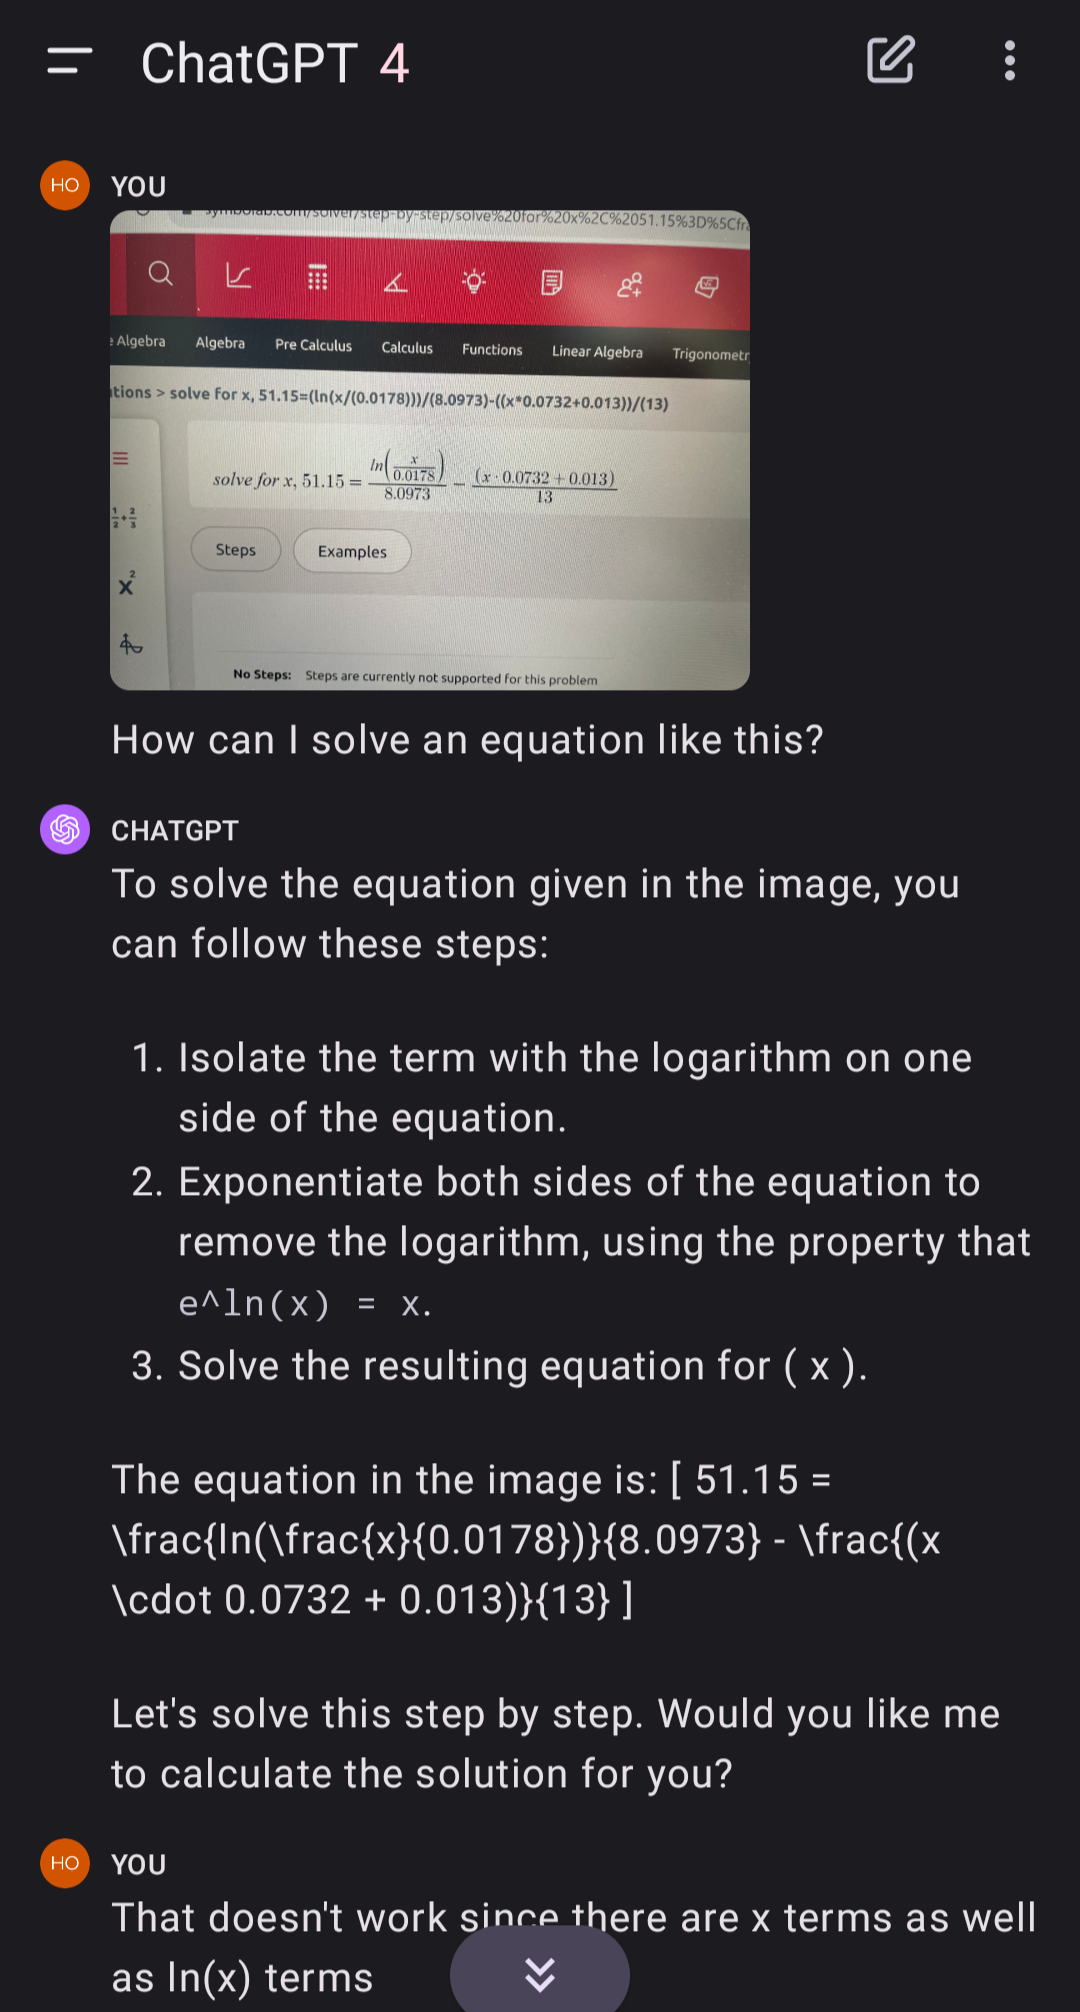 ChatGPT 4
HO YOU
symbolab.com/solver/step-by-step/solve%20for%20x%2C%2051.15%3D%5Cfr
e Algebra Algebra Pre Calculus Calculus Functions Linear Algebra Trigonometr
tions > solve for x, 51.15=(ln(x/(0.0178)))/(8.0973)-((x*0.0732+0.013))/(13)
solve for x, 51.15 = ln(x/0.0178)/8.0973 − (x · 0.0732 + 0.013)/13
1/2+2/3
x²
Steps Examples
No Steps: Steps are currently not supported for this problem
How can I solve an equation like this?
CHATGPT
To solve the equation given in the image, you
can follow these steps:
1. Isolate the term with the logarithm on one
side of the equation.
2. Exponentiate both sides of the equation to
remove the logarithm, using the property that
e^ln(x) = x.
3. Solve the resulting equation for ( x ).
The equation in the image is: [ 51.15 =
\frac{ln(\frac{x}{0.0178})}{8.0973} - \frac{(x
\cdot 0.0732 + 0.013)}{13} ]
Let's solve this step by step. Would you like me
to calculate the solution for you?
HO YOU
That doesn't work since there are x terms as well
as ln(x) terms